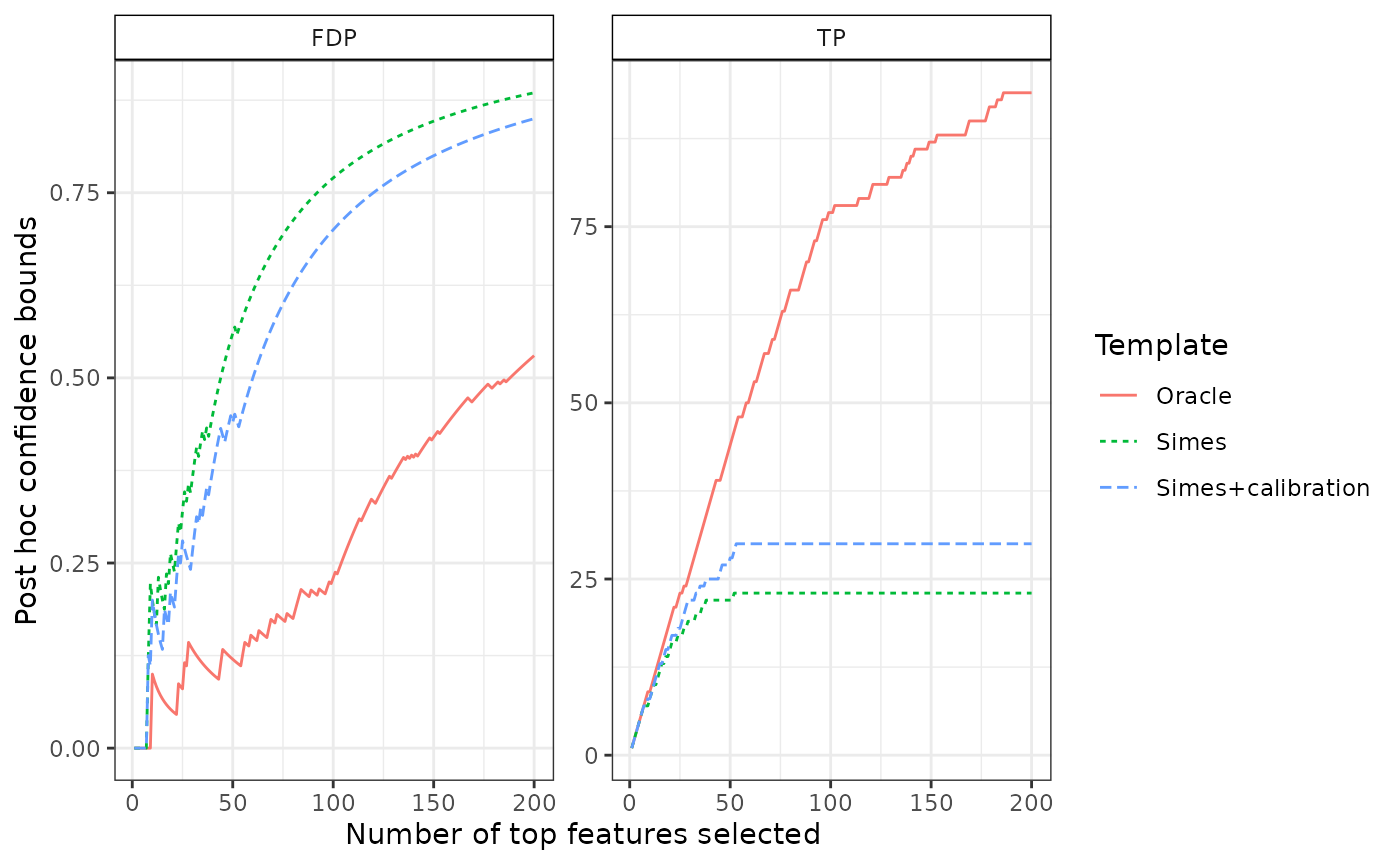 FDP
TP
Post hoc confidence bounds
0.75
0.50
0.25
0.00
75
50
25
0
0 50 100 150 200
0 50 100 150 200
Number of top features selected
Template
Oracle
Simes
Simes+calibration